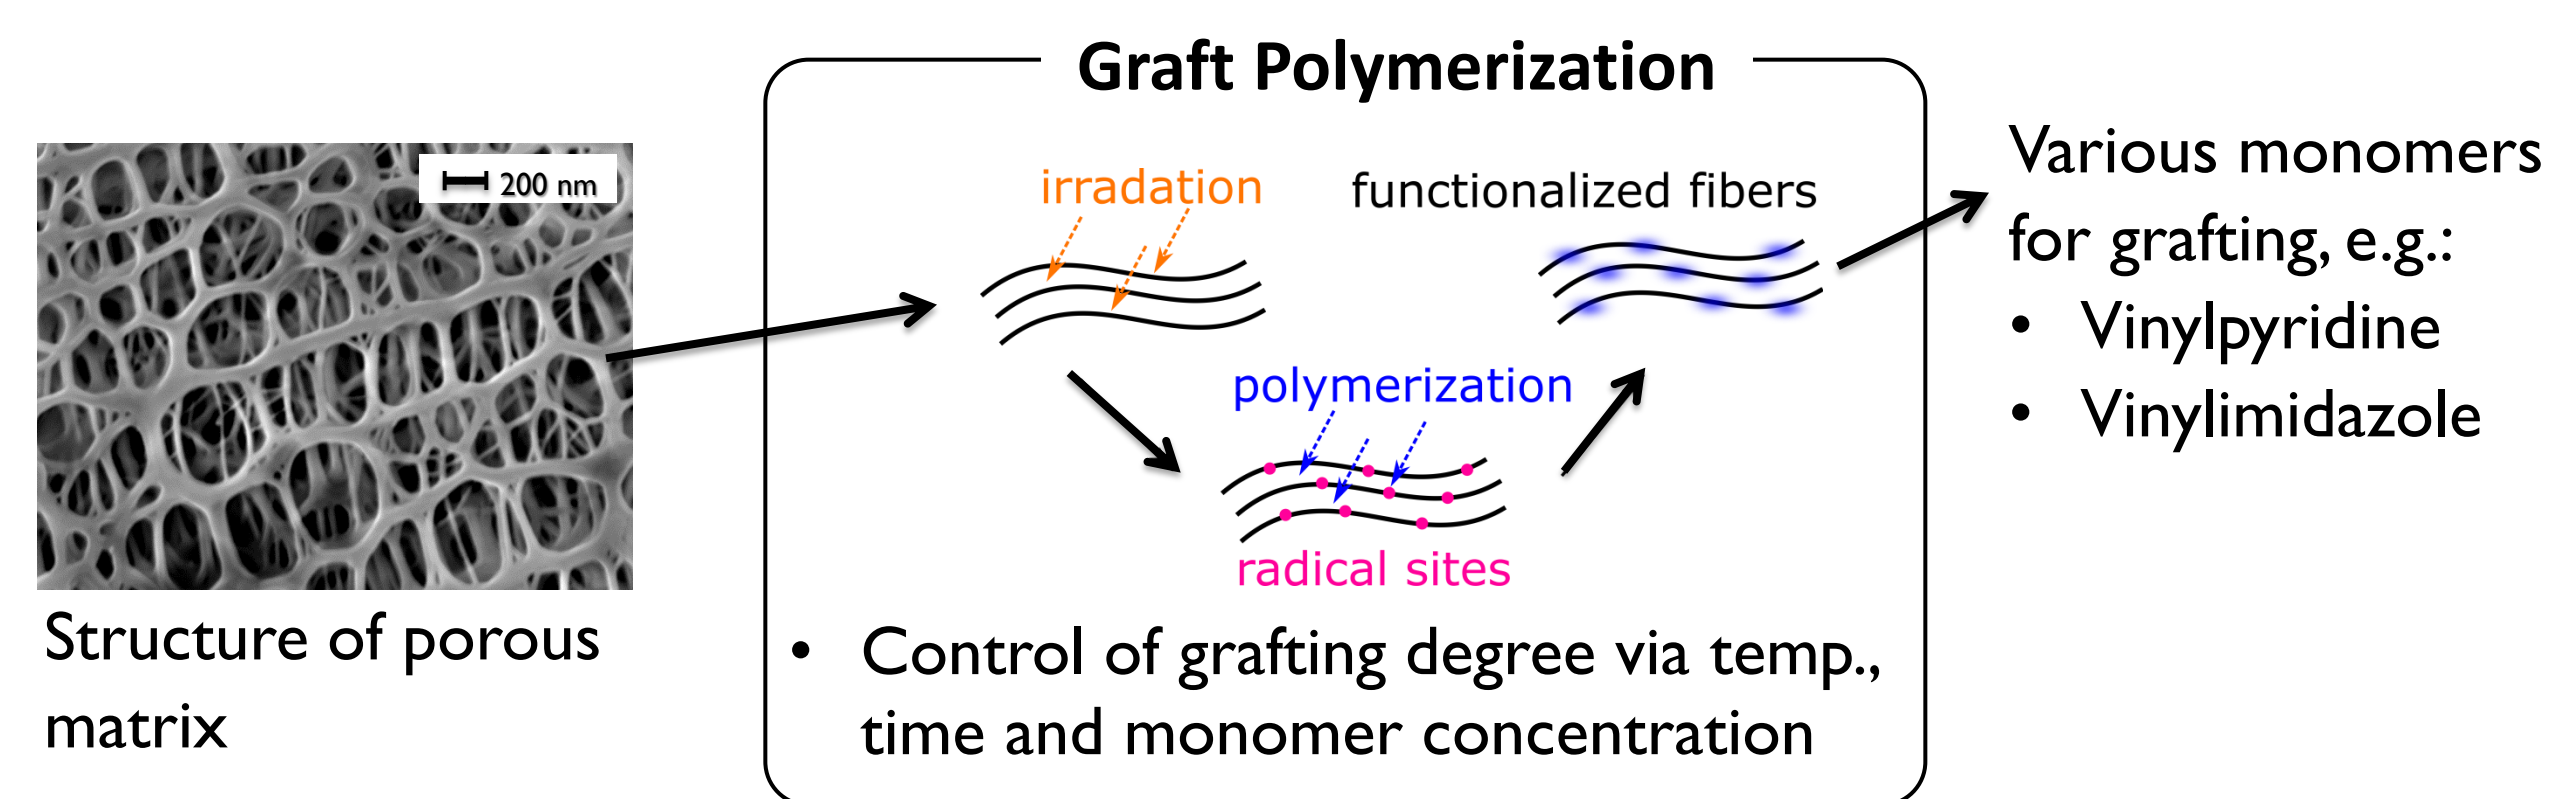 Graft Polymerization
200 nm
Structure of porous
matrix
irradation
functionalized fibers
polymerization
radical sites
• Control of grafting degree via temp.,
time and monomer concentration
Various monomers
for grafting, e.g.:
• Vinylpyridine
• Vinylimidazole